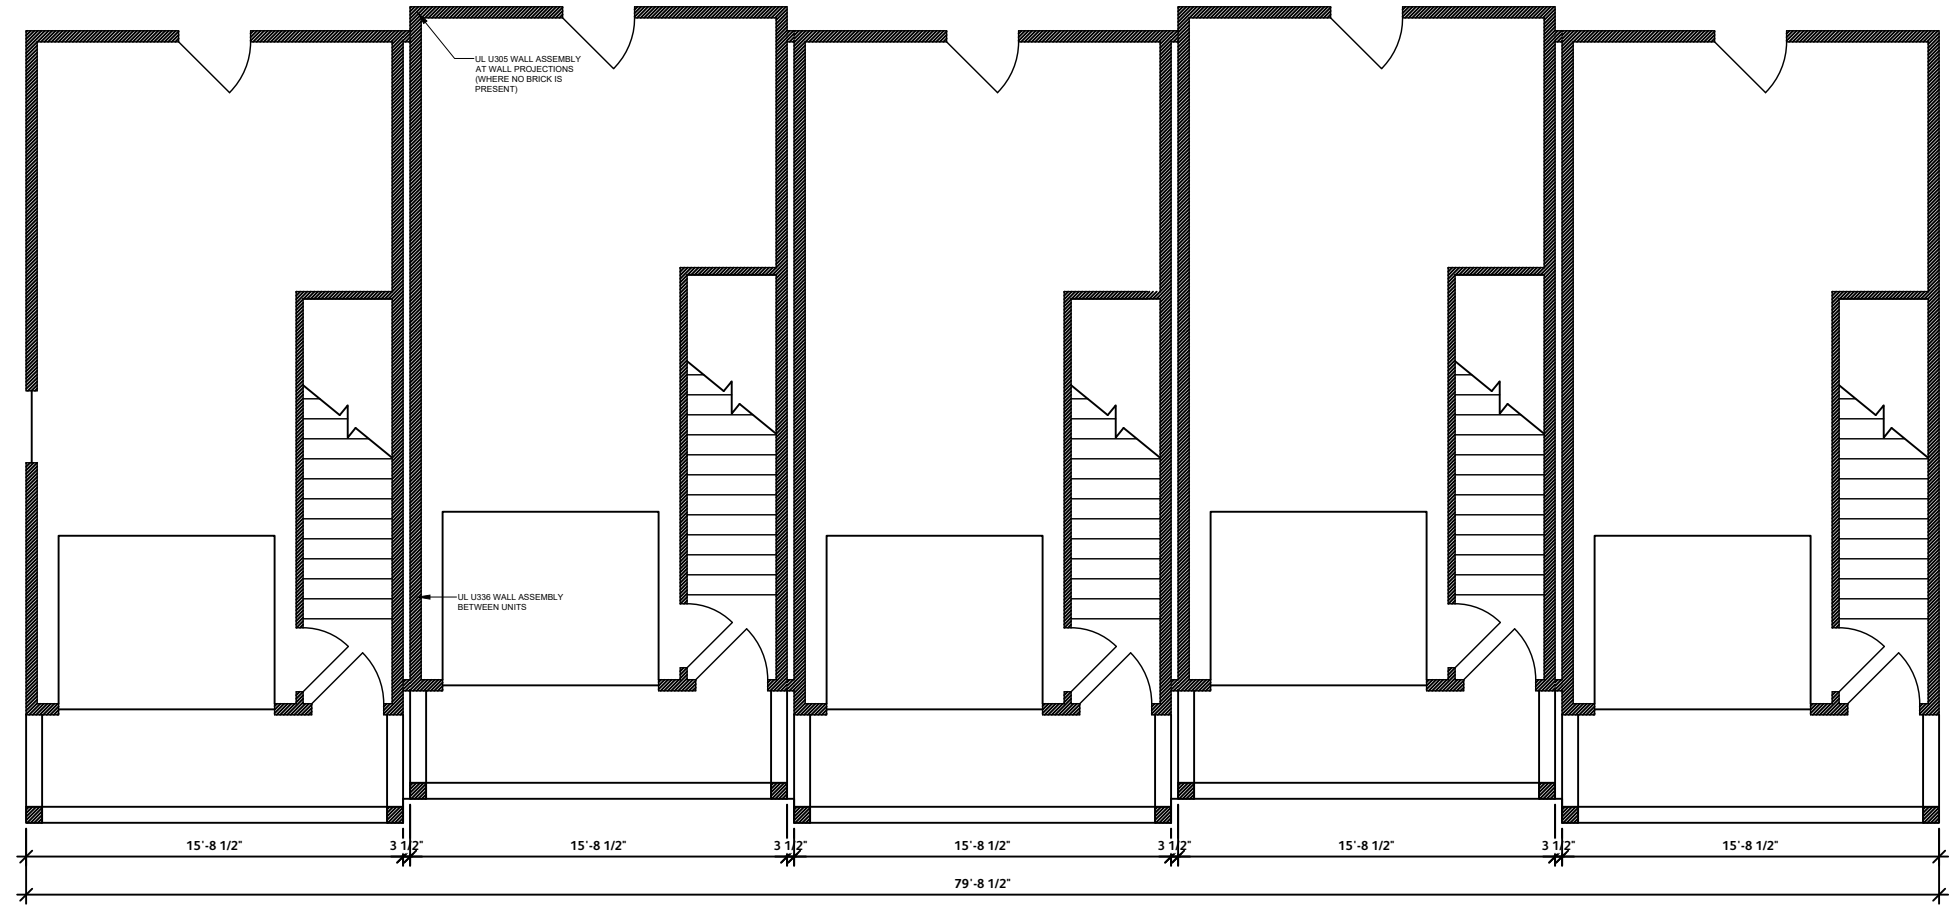 UL U305 WALL ASSEMBLY
AT WALL PROJECTIONS
(WHERE NO BRICK IS
PRESENT)
UL U336 WALL ASSEMBLY
BETWEEN UNITS
15'-8 1/2" 3 1/2" 15'-8 1/2" 3 1/2" 15'-8 1/2" 3 1/2" 15'-8 1/2" 3 1/2" 15'-8 1/2"
79'-8 1/2"